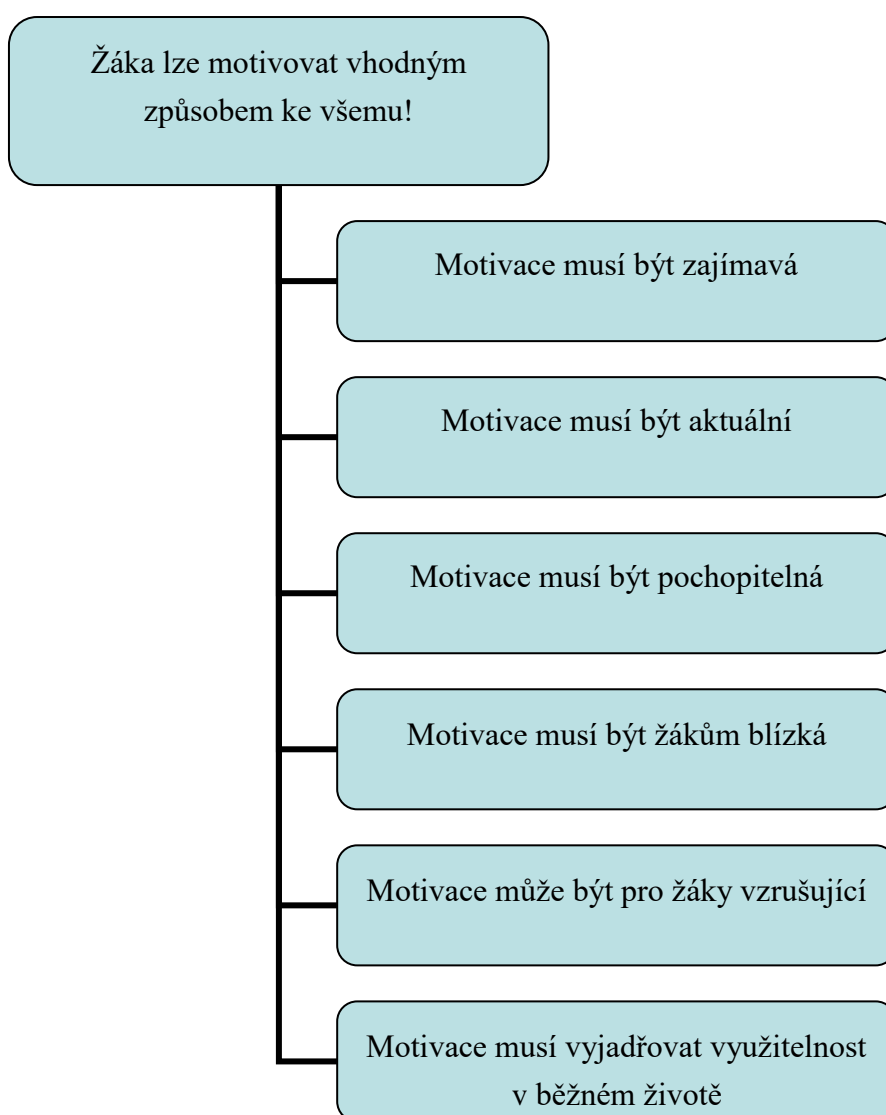 Žáka lze motivovat vhodným
způsobem ke všemu!
Motivace musí být zajímavá
Motivace musí být aktuální
Motivace musí být pochopitelná
Motivace musí být žákům blízká
Motivace může být pro žáky vzrušující
Motivace musí vyjadřovat využitelnost
v běžném životě